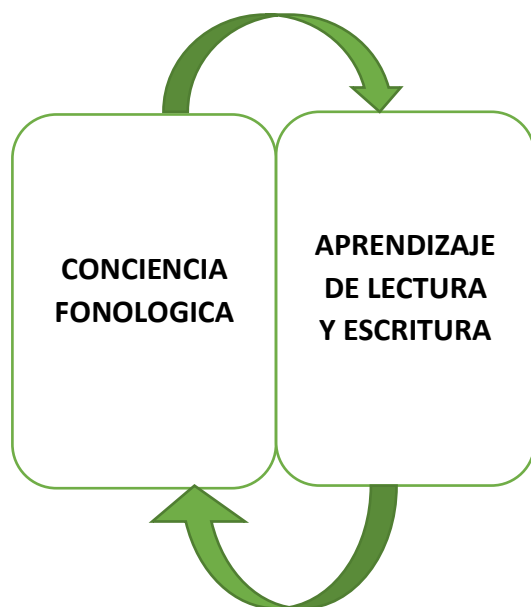 CONCIENCIA
FONOLOGICA
APRENDIZAJE
DE LECTURA
Y ESCRITURA